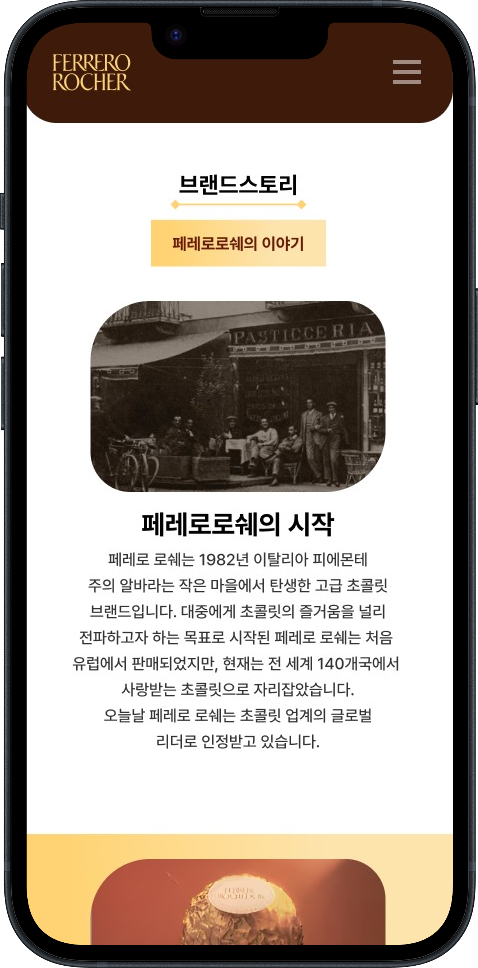 FERRERO
ROCHER
브랜드스토리
페레로로쉐의 이야기
PASTICCERIA
페레로로쉐의 시작
페레로 로쉐는 1982년 이탈리아 피에몬테
주의 알바라는 작은 마을에서 탄생한 고급 초콜릿
브랜드입니다. 대중에게 초콜릿의 즐거움을 널리
전파하고자 하는 목표로 시작된 페레로 로쉐는 처음
유럽에서 판매되었지만, 현재는 전 세계 140개국에서
사랑받는 초콜릿으로 자리잡았습니다.
오늘날 페레로 로쉐는 초콜릿 업계의 글로벌
리더로 인정받고 있습니다.
FERRERO
ROCHER